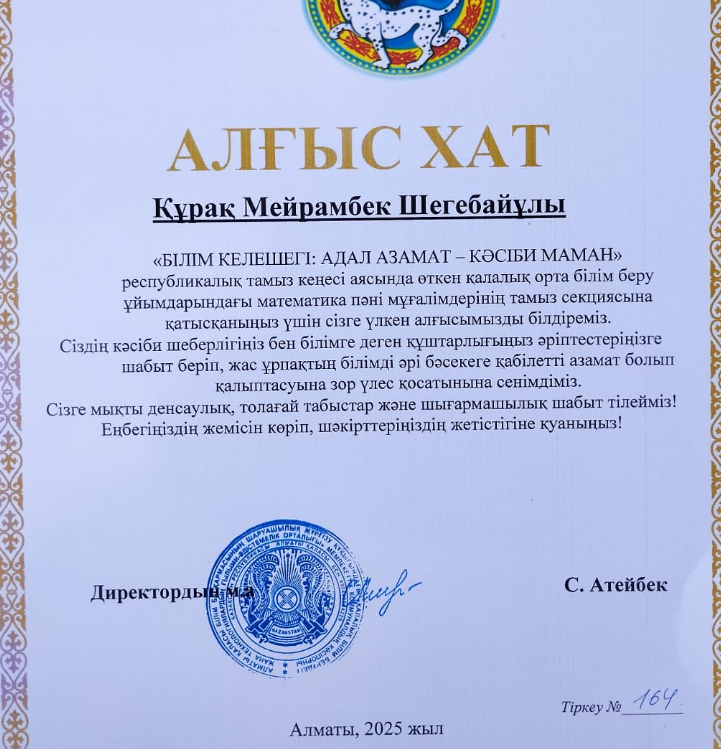 АЛҒЫС ХАТ
Құрақ Мейрамбек Шегебайұлы
«БІЛІМ КЕЛЕШЕГІ: АДАЛ АЗАМАТ – КӘСІБИ МАМАН»
республикалық тамыз кеңесі аясында өткен қалалық орта білім беру
ұйымдарындағы математика пәні мұғалімдерінің тамыз секциясына
қатысқаныңыз үшін сізге үлкен алғысымызды білдіреміз.
Сіздің кәсіби шеберлігіңіз бен білімге деген құштарлығыңыз әріптестеріңізге
шабыт беріп, жас ұрпақтың білімді әрі бәсекеге қабілетті азамат болып
қалыптасуына зор үлес қосатынына сенімдіміз.
Сізге мықты денсаулық, толағай табыстар және шығармашылық шабыт тілейміз!
Еңбегіңіздің жемісін көріп, шәкірттеріңіздің жетістігіне қуаныңыз!
Директордың м.а
С. Атейбек
KAZAKHSTAN
Тіркеу № 164
Алматы, 2025 жыл